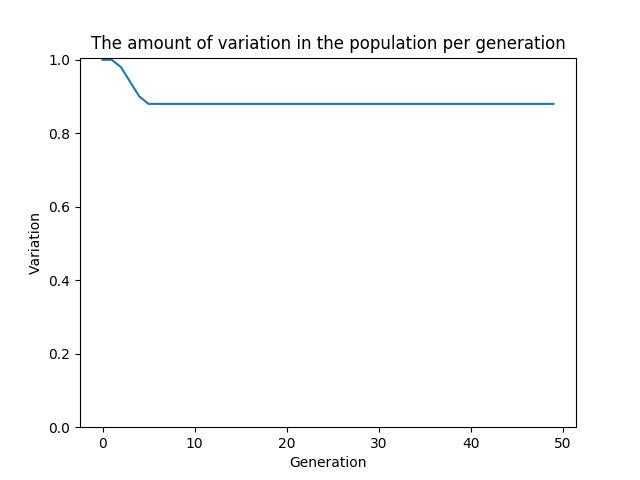 The amount of variation in the population per generation
1.0
0.8
0.6
0.4
0.2
0.0
Variation
0 10 20 30 40 50
Generation